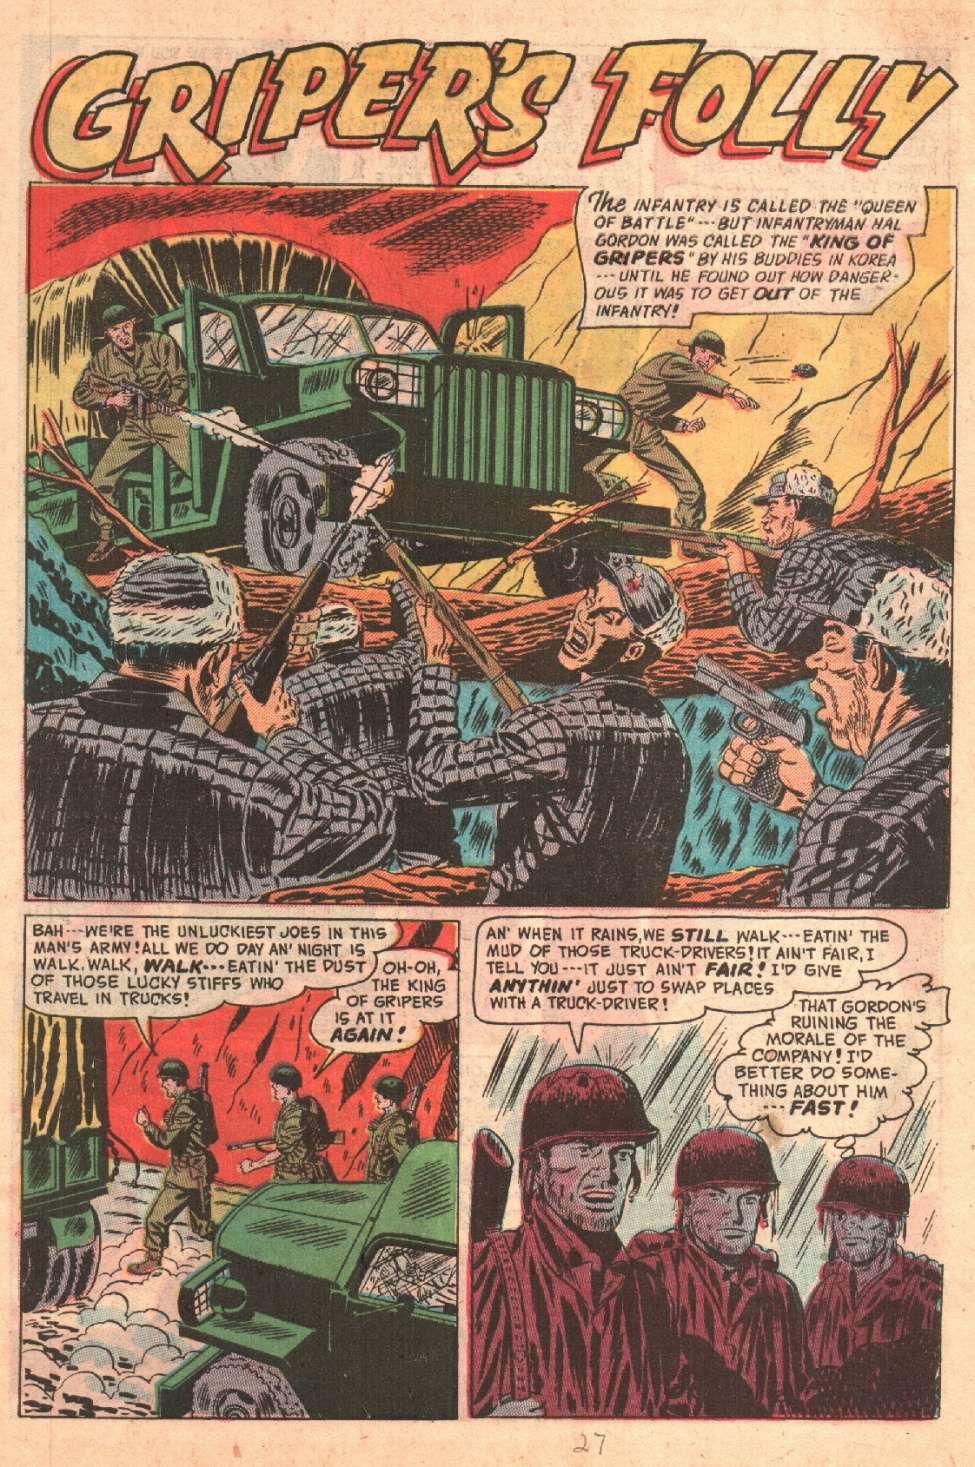 GRIPER'S FOLLY
The INFANTRY IS CALLED THE "QUEEN
OF BATTLE"---BUT INFANTRYMAN HAL
GORDON WAS CALLED THE "KING OF
GRIPERS" BY HIS BUDDIES IN KOREA
---UNTIL HE FOUND OUT HOW DANGER-
OUS IT WAS TO GET OUT OF THE
INFANTRY!
BAH---WE'RE THE UNLUCKIEST JOES IN THIS
MAN'S ARMY! ALL WE DO DAY AN' NIGHT IS
WALK, WALK, WALK---EATIN' THE DUST
OF THOSE LUCKY STIFFS WHO
TRAVEL IN TRUCKS!
OH-OH,
THE KING
OF GRIPERS
IS AT IT
AGAIN!
AN' WHEN IT RAINS, WE STILL WALK---EATIN' THE
MUD OF THOSE TRUCK-DRIVERS! IT AIN'T FAIR, I
TELL YOU---IT JUST AIN'T FAIR! I'D GIVE
ANYTHIN' JUST TO SWAP PLACES
WITH A TRUCK-DRIVER!
THAT GORDON'S
RUINING THE
MORALE OF THE
COMPANY! I'D
BETTER DO SOME-
THING ABOUT HIM
---FAST!
27